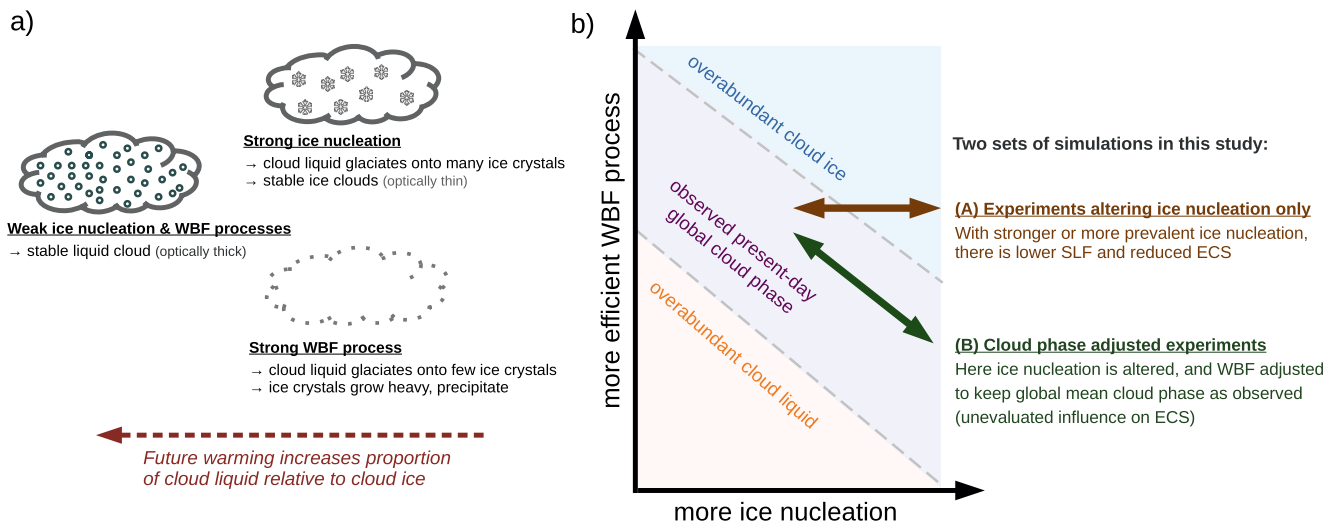 a)
Strong ice nucleation
→ cloud liquid glaciates onto many ice crystals
→ stable ice clouds (optically thin)
Weak ice nucleation & WBF processes
→ stable liquid cloud (optically thick)
Strong WBF process
→ cloud liquid glaciates onto few ice crystals
→ ice crystals grow heavy, precipitate
Future warming increases proportion
of cloud liquid relative to cloud ice
b)
more efficient WBF process
overabundant cloud ice
observed present-day
global cloud phase
overabundant cloud liquid
more ice nucleation
Two sets of simulations in this study:
(A) Experiments altering ice nucleation only
With stronger or more prevalent ice nucleation,
there is lower SLF and reduced ECS
(B) Cloud phase adjusted experiments
Here ice nucleation is altered, and WBF adjusted
to keep global mean cloud phase as observed
(unevaluated influence on ECS)